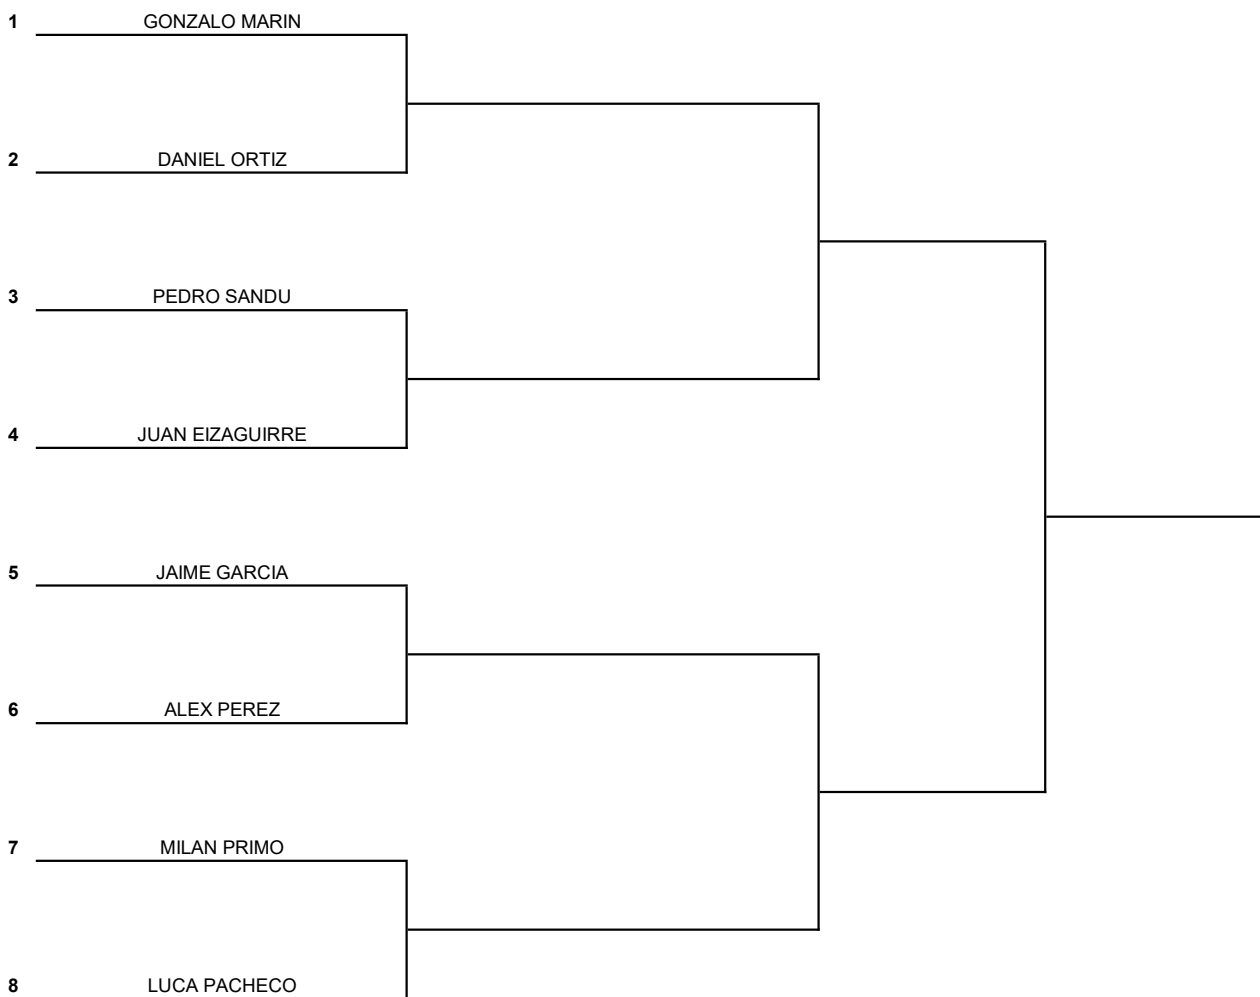 1 GONZALO MARIN
2 DANIEL ORTIZ
3 PEDRO SANDU
4 JUAN EIZAGUIRRE
5 JAIME GARCIA
6 ALEX PEREZ
7 MILAN PRIMO
8 LUCA PACHECO